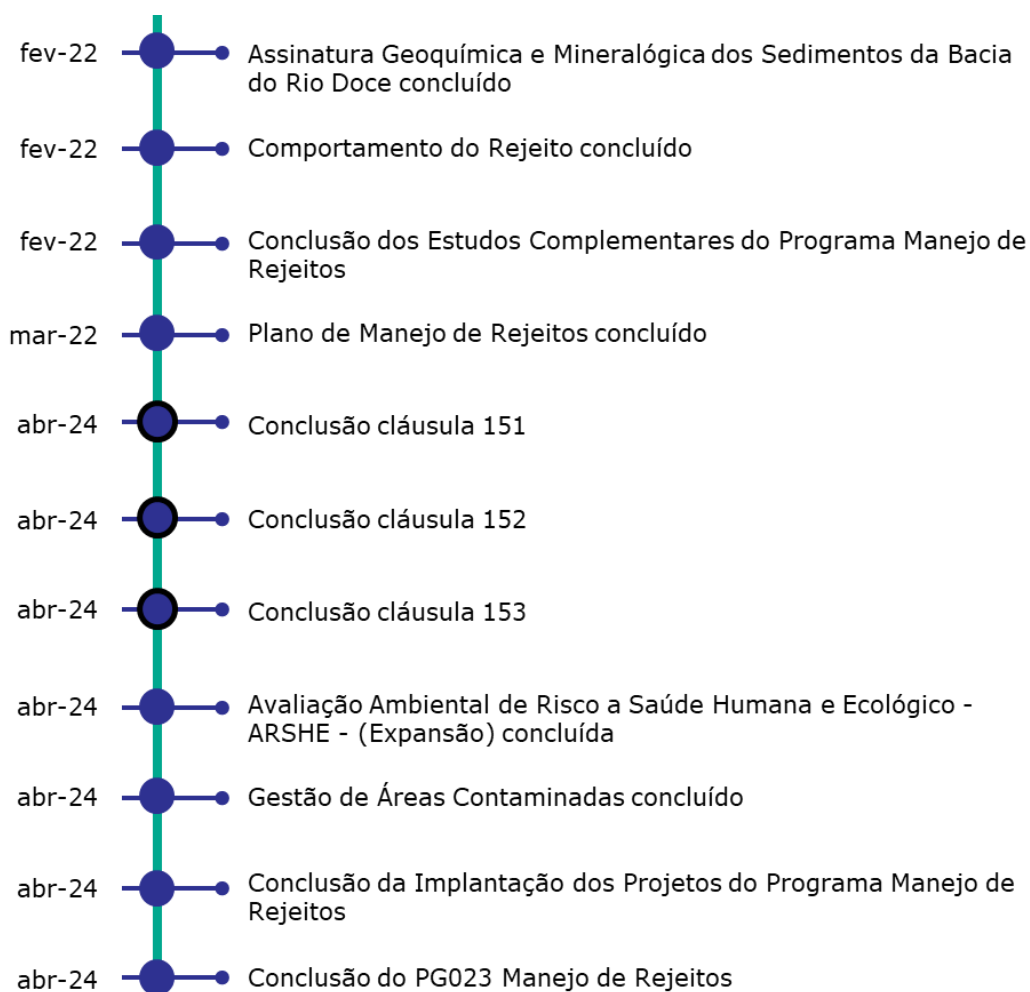 fev-22 Assinatura Geoquímica e Mineralógica dos Sedimentos da Bacia
do Rio Doce concluído
fev-22 Comportamento do Rejeito concluído
fev-22 Conclusão dos Estudos Complementares do Programa Manejo de
Rejeitos
mar-22 Plano de Manejo de Rejeitos concluído
abr-24 Conclusão cláusula 151
abr-24 Conclusão cláusula 152
abr-24 Conclusão cláusula 153
abr-24 Avaliação Ambiental de Risco a Saúde Humana e Ecológico -
ARSHE - (Expansão) concluída
abr-24 Gestão de Áreas Contaminadas concluído
abr-24 Conclusão da Implantação dos Projetos do Programa Manejo de
Rejeitos
abr-24 Conclusão do PG023 Manejo de Rejeitos